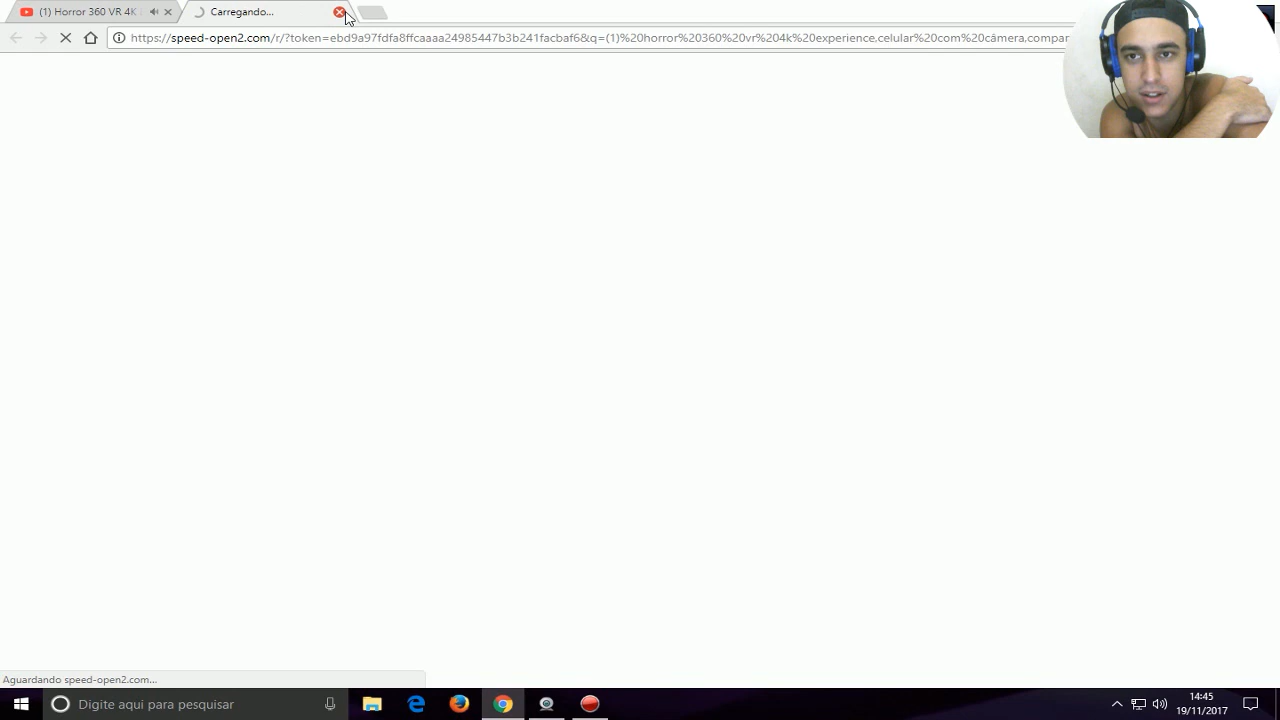 (1) Horror 360 VR 4K
Carregando...
https://speed-open2.com/r/?token=ebd9a97fdfa8ffcaaaa24985447b3b241facbaf6&q=(1)%20horror%20360%20vr%204k%20experience,celular%20com%20câmera,compar
Aguardando speed-open2.com...
Digite aqui para pesquisar
14:45
19/11/2017